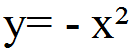 y= - x²